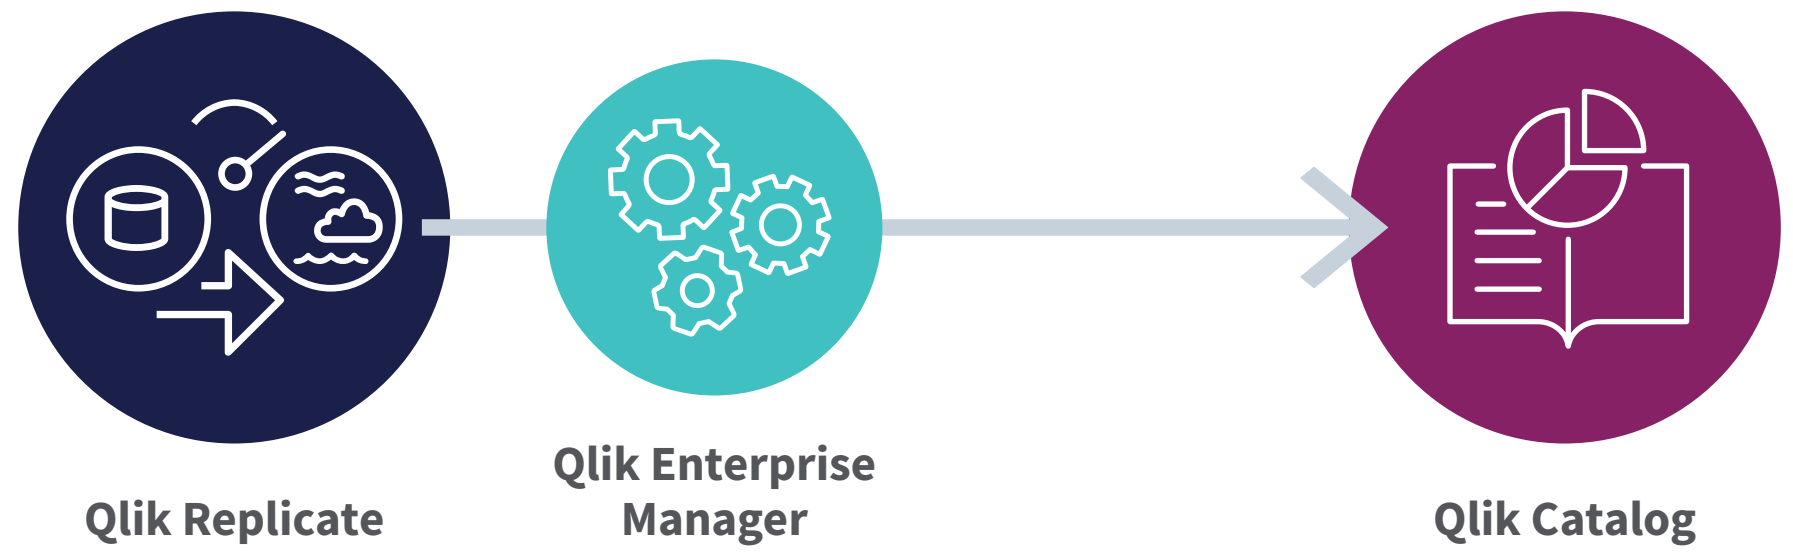 Qlik Replicate
Qlik Enterprise
Manager
Qlik Catalog